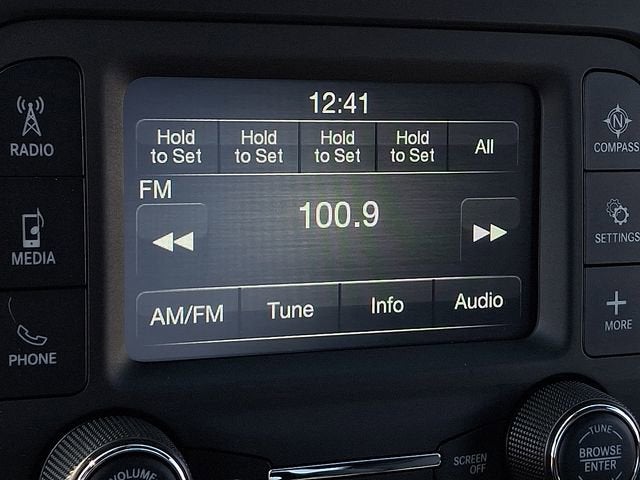 12:41
Hold to Set
Hold to Set
Hold to Set
Hold to Set
All
FM
100.9
AM/FM
Tune
Info
Audio
RADIO
MEDIA
PHONE
N
COMPASS
SETTINGS
+
MORE
VOLUME
SCREEN
OFF
TUNE
BROWSE
ENTER